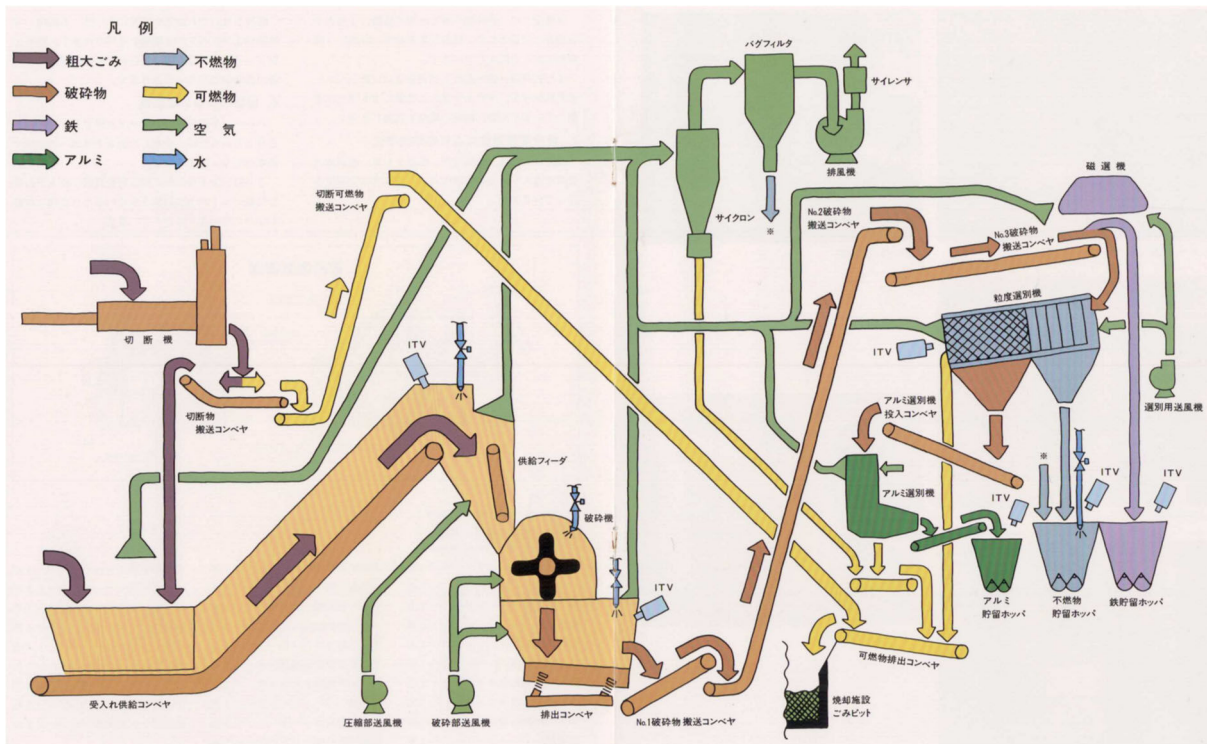 凡例
粗大ごみ
不燃物
破砕物
可燃物
鉄
空気
アルミ
水
バグフィルタ
サイレンサ
排風機
サイクロン
※
切断可燃物
搬送コンベヤ
No.2破砕物
搬送コンベヤ
磁選機
No.3破砕物
搬送コンベヤ
粒度選別機
ITV
選別用送風機
切断機
切断物
搬送コンベヤ
ITV
供給フィーダ
破砕機
ITV
アルミ選別機
投入コンベヤ
アルミ選別機
※
ITV
ITV
ITV
アルミ
貯留ホッパ
不燃物
貯留ホッパ
鉄貯留ホッパ
可燃物排出コンベヤ
焼却施設
ごみピット
受入れ供給コンベヤ
圧縮部送風機
破砕部送風機
排出コンベヤ
No.1破砕物搬送コンベヤ